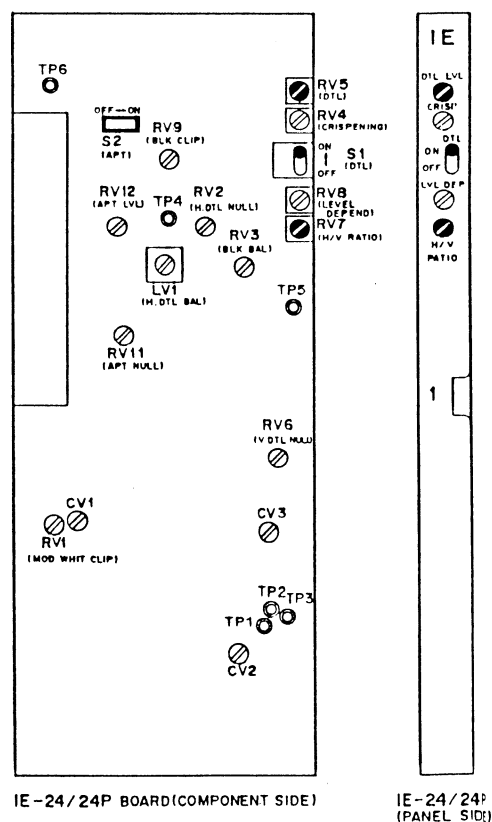 TP6
OFF→ON
S2
(APT)
RV9
(BLK CLIP)
RV5
(DTL)
RV4
(CRISPENING)
ON
OFF
S1
(DTL)
RV12
(APT LVL)
TP4
RV2
(H.DTL NULL)
RV8
(LEVEL
DEPEND)
RV7
(H/V RATIO)
RV3
(BLK BAL)
LV1
(H.DTL BAL)
TP5
RV11
(APT NULL)
RV6
(V DTL NULL)
CV1
RV1
(MOD WHIT CLIP)
CV3
TP2
TP3
TP1
CV2
IE-24/24P BOARD(COMPONENT SIDE)
IE
DTL LVL
CRISP
DTL
ON
OFF
LVL DEP
H/V
RATIO
1
IE-24/24P
(PANEL SIDE)